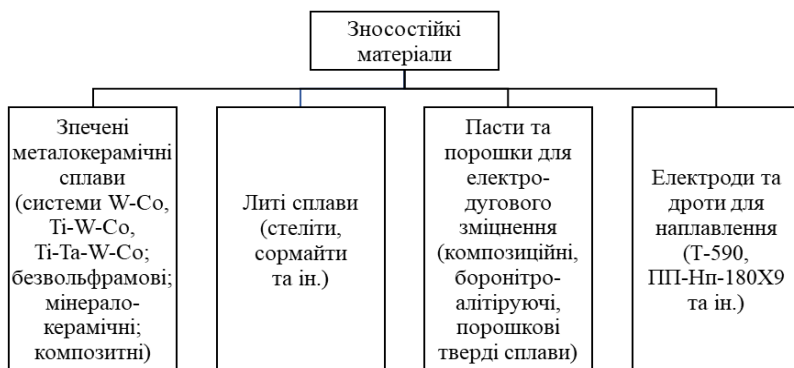 Зносостійкі
матеріали
Зпечені
металокерамічні
сплави
(системи W-Co,
Ti-W-Co,
Ti-Ta-W-Co;
безвольфрамові;
мінерало-
керамічні;
композитні)
Литі сплави
(стеліти,
сормайти
та ін.)
Пасти та
порошки для
електро-
дугового
зміцнення
(композиційні,
боронітро-
алітіруючі,
порошкові
тверді сплави)
Електроди та
дроти для
наплавлення
(Т-590,
ПП-Нп-180Х9
та ін.)